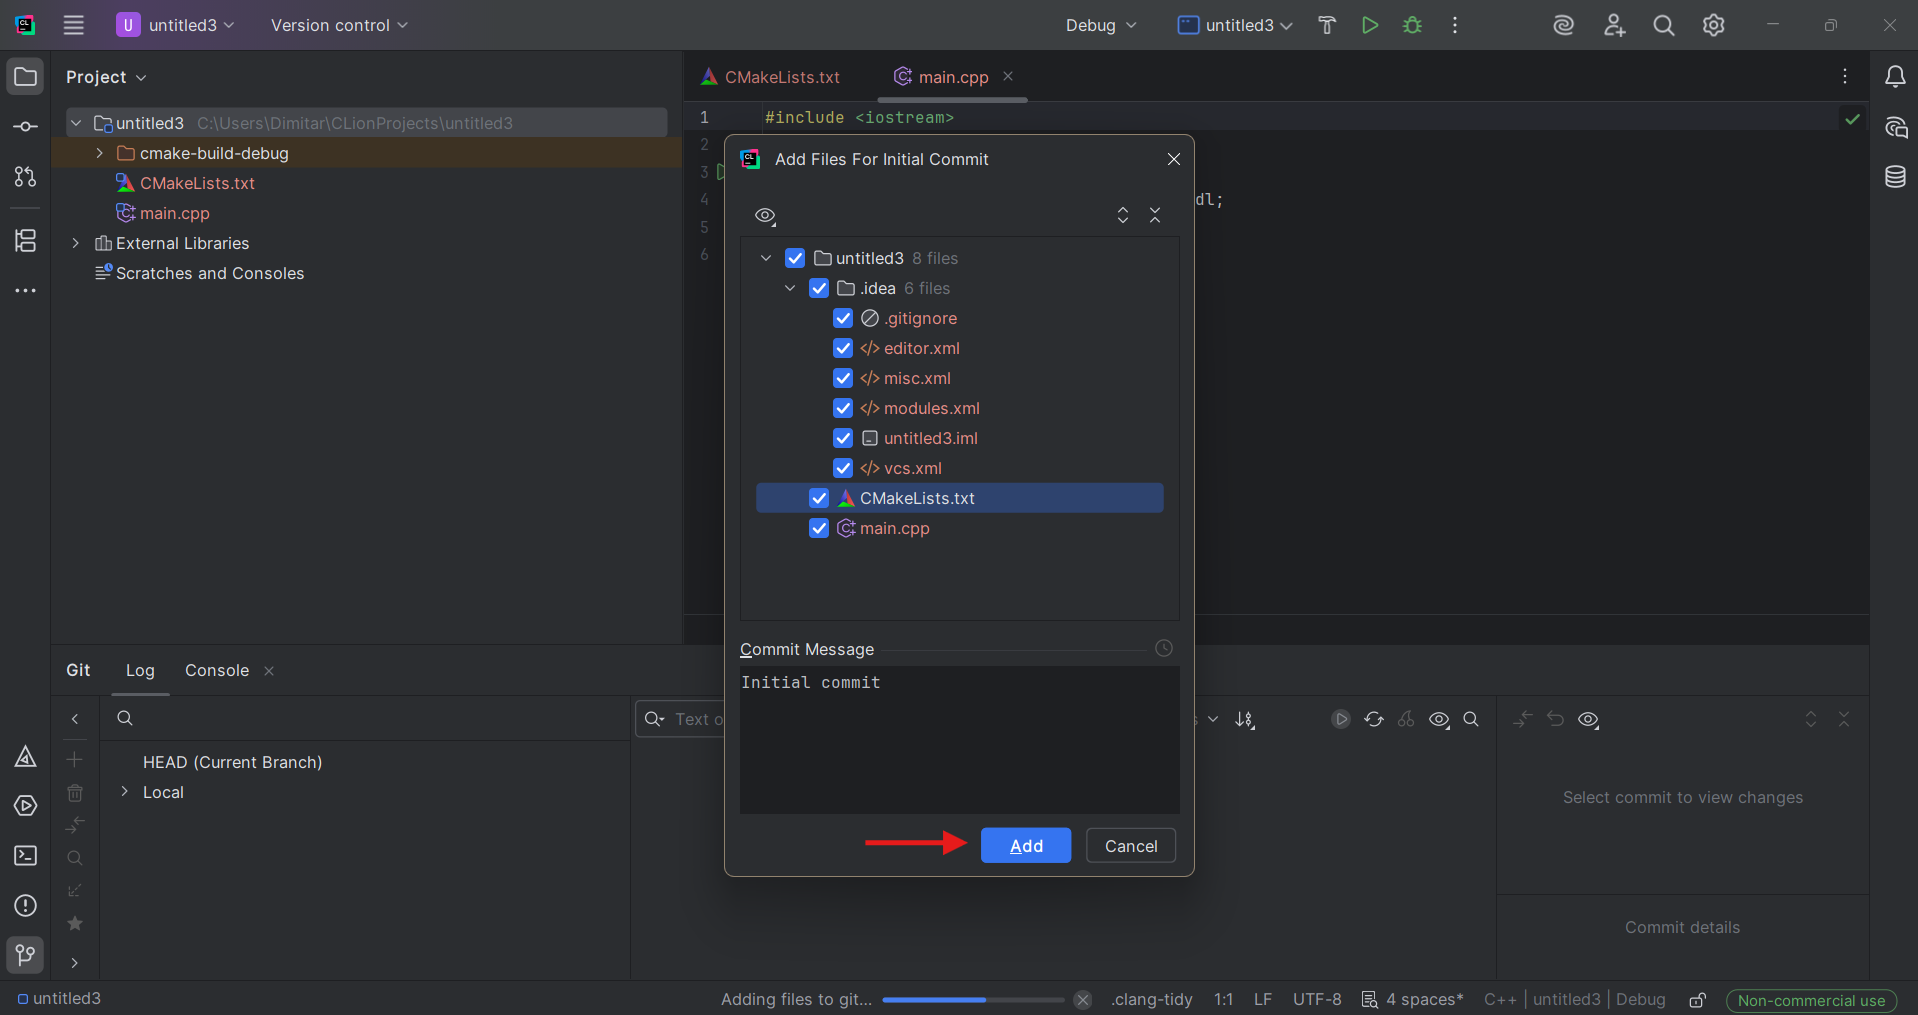 U untitled3 Version control Debug untitled3
Project
untitled3 C:\Users\Dimitar\CLionProjects\untitled3
cmake-build-debug
CMakeLists.txt
main.cpp
External Libraries
Scratches and Consoles
CMakeLists.txt main.cpp
1 #include <iostream>
2
3
4 dl;
5
6
CL Add Files For Initial Commit
untitled3 8 files
.idea 6 files
.gitignore
</> editor.xml
</> misc.xml
</> modules.xml
untitled3.iml
</> vcs.xml
CMakeLists.txt
main.cpp
Commit Message
Initial commit
Add Cancel
Git Log Console
HEAD (Current Branch)
Local
Text o
s
Select commit to view changes
Commit details
untitled3 Adding files to git... .clang-tidy 1:1 LF UTF-8 4 spaces* C++ | untitled3 | Debug Non-commercial use